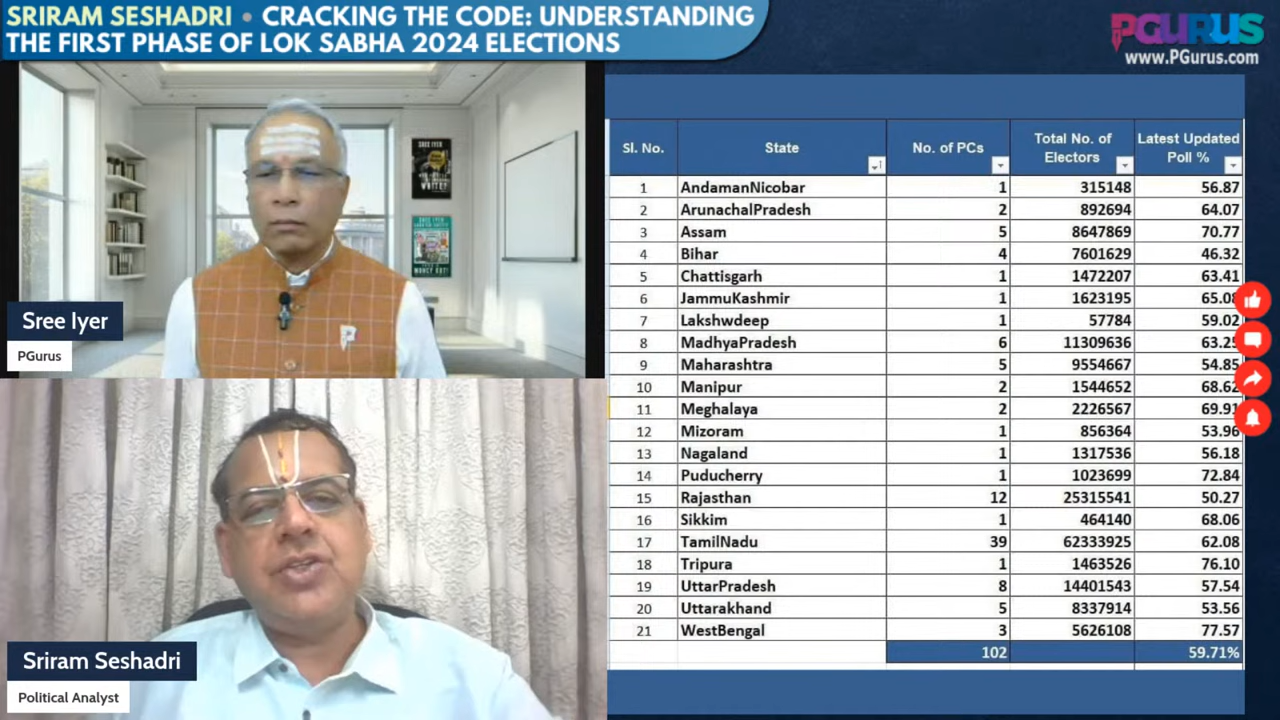 SRIRAM SESHADRI • CRACKING THE CODE: UNDERSTANDING
THE FIRST PHASE OF LOK SABHA 2024 ELECTIONS
PGURUS
www.PGurus.com
Sree Iyer
PGurus
Sriram Seshadri
Political Analyst
Sl. No. State No. of PCs Total No. of Electors Latest Updated Poll %
1 AndamanNicobar 1 315148 56.87
2 ArunachalPradesh 2 892694 64.07
3 Assam 5 8647869 70.77
4 Bihar 4 7601629 46.32
5 Chattisgarh 1 1472207 63.41
6 JammuKashmir 1 1623195 65.08
7 Lakshwdeep 1 57784 59.02
8 MadhyaPradesh 6 11309636 63.25
9 Maharashtra 5 9554667 54.85
10 Manipur 2 1544652 68.62
11 Meghalaya 2 2226567 69.91
12 Mizoram 1 856364 53.96
13 Nagaland 1 1317536 56.18
14 Puducherry 1 1023699 72.84
15 Rajasthan 12 25315541 50.27
16 Sikkim 1 464140 68.06
17 TamilNadu 39 62333925 62.08
18 Tripura 1 1463526 76.10
19 UttarPradesh 8 14401543 57.54
20 Uttarakhand 5 8337914 53.56
21 WestBengal 3 5626108 77.57
102 59.71%